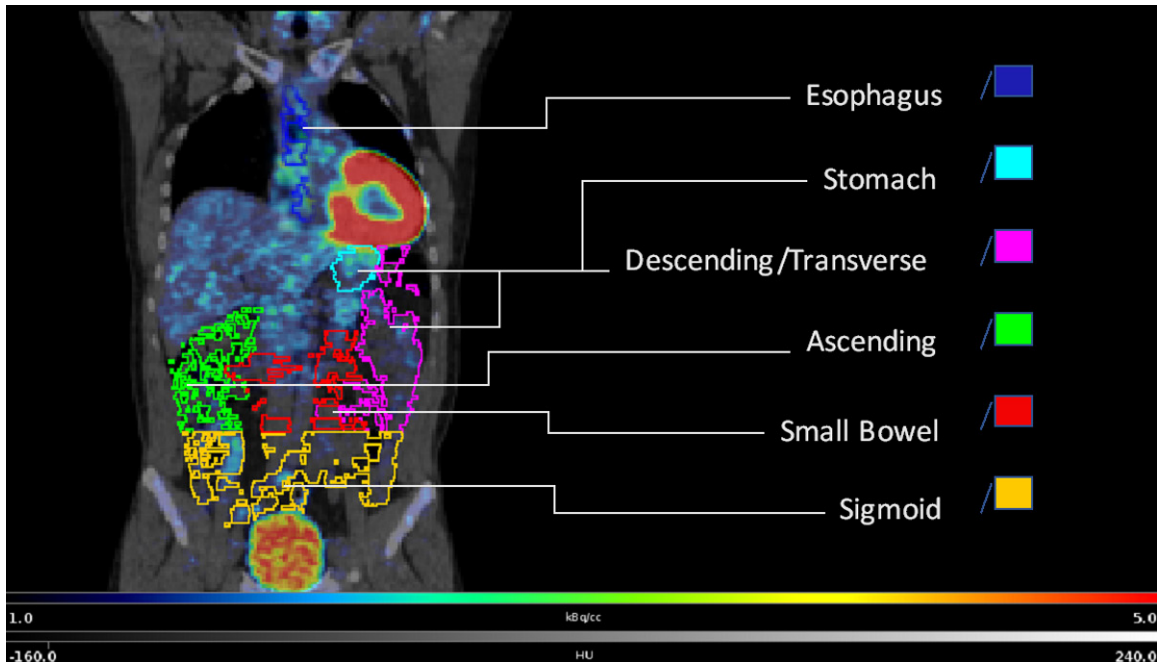 Esophagus
Stomach
Descending/Transverse
Ascending
Small Bowel
Sigmoid
1.0 kBq/cc 5.0
-160.0 HU 240.0